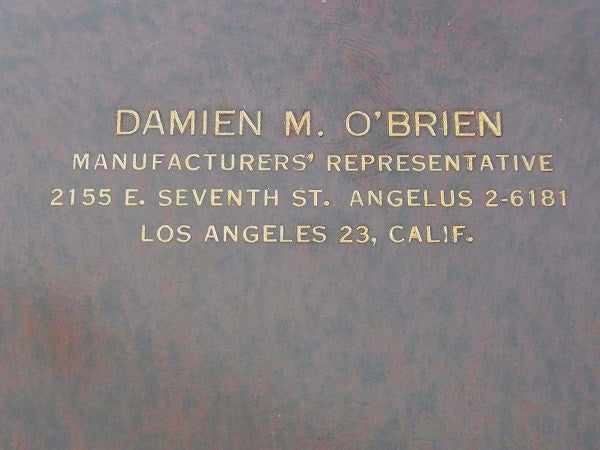 DAMIEN M. O'BRIEN
MANUFACTURERS' REPRESENTATIVE
2155 E. SEVENTH ST. ANGELUS 2-6181
LOS ANGELES 23, CALIF.